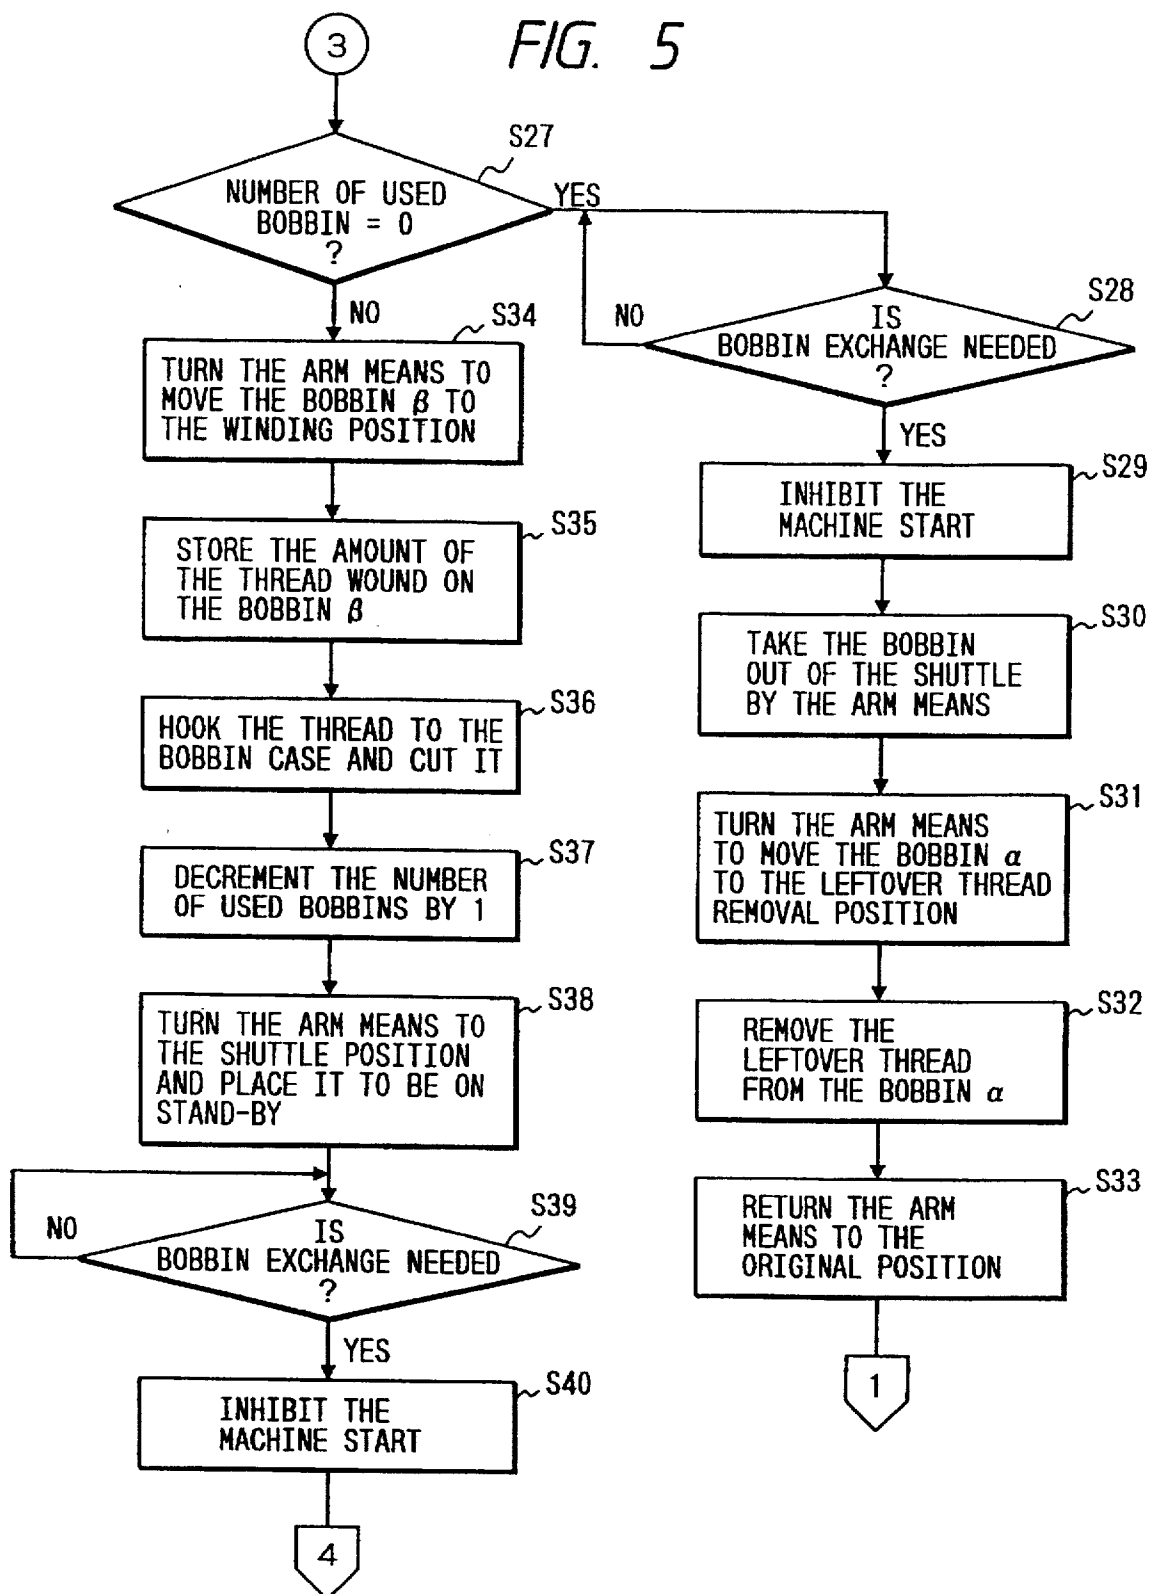 3
FIG. 5
S27
NUMBER OF USED
BOBBIN = 0
?
YES
NO
S34
TURN THE ARM MEANS TO
MOVE THE BOBBIN β TO
THE WINDING POSITION
S35
STORE THE AMOUNT OF
THE THREAD WOUND ON
THE BOBBIN β
S36
HOOK THE THREAD TO THE
BOBBIN CASE AND CUT IT
S37
DECREMENT THE NUMBER
OF USED BOBBINS BY 1
S38
TURN THE ARM MEANS TO
THE SHUTTLE POSITION
AND PLACE IT TO BE ON
STAND-BY
S39
NO
IS
BOBBIN EXCHANGE NEEDED
?
YES
S40
INHIBIT THE
MACHINE START
4
S28
NO
IS
BOBBIN EXCHANGE NEEDED
?
YES
S29
INHIBIT THE
MACHINE START
S30
TAKE THE BOBBIN
OUT OF THE SHUTTLE
BY THE ARM MEANS
S31
TURN THE ARM MEANS
TO MOVE THE BOBBIN α
TO THE LEFTOVER THREAD
REMOVAL POSITION
S32
REMOVE THE
LEFTOVER THREAD
FROM THE BOBBIN α
S33
RETURN THE ARM
MEANS TO THE
ORIGINAL POSITION
1